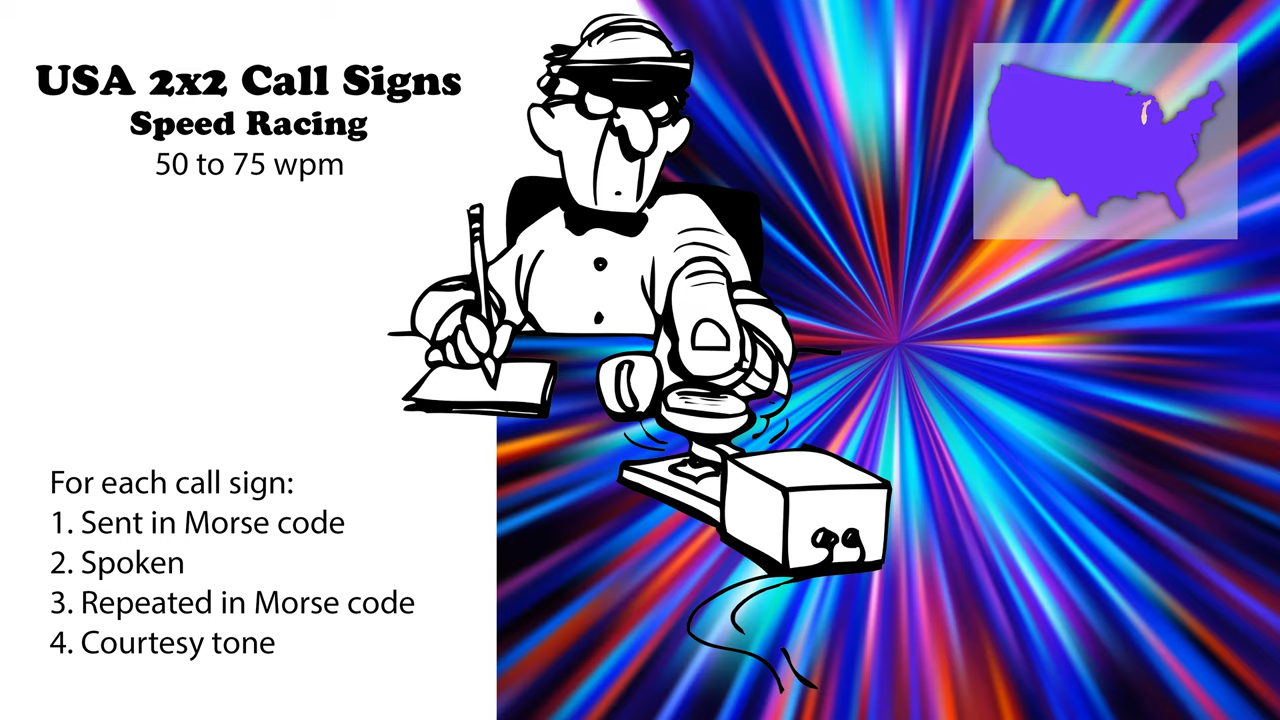 USA 2x2 Call Signs
Speed Racing
50 to 75 wpm
For each call sign:
1. Sent in Morse code
2. Spoken
3. Repeated in Morse code
4. Courtesy tone